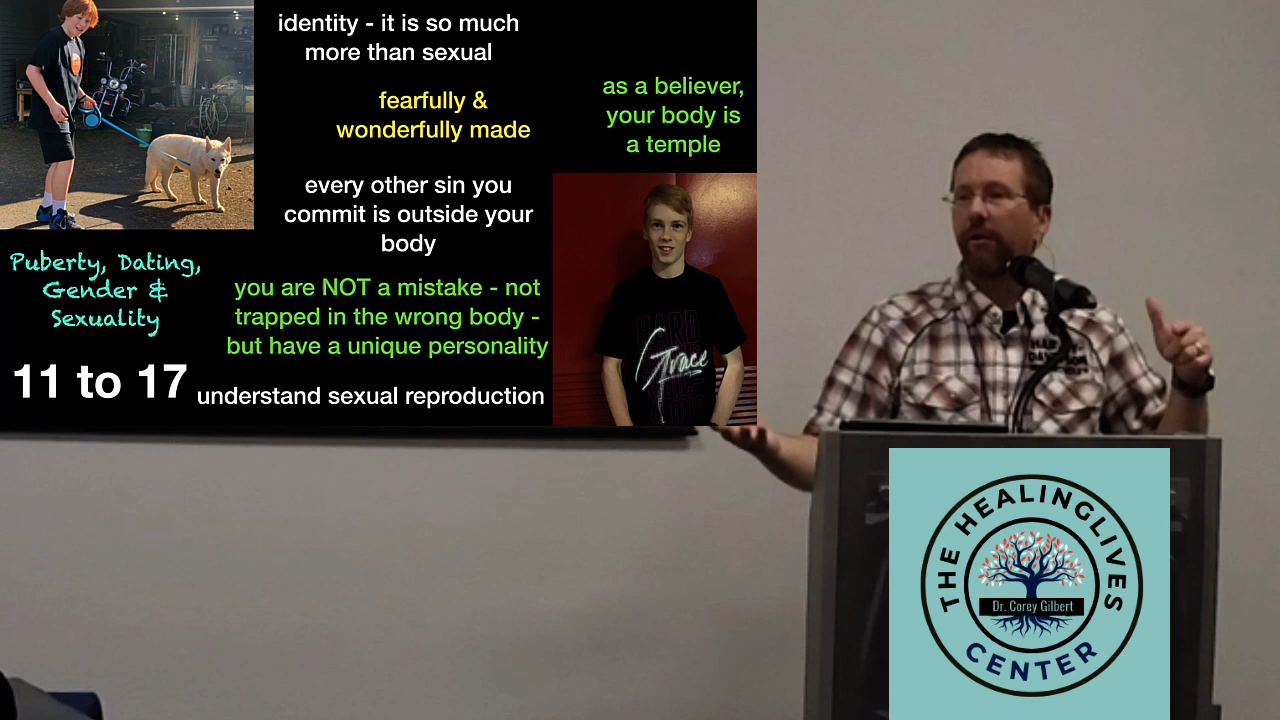 identity - it is so much
more than sexual
fearfully &
wonderfully made
as a believer,
your body is
a temple
every other sin you
commit is outside your
body
Puberty, Dating,
Gender &
Sexuality
you are NOT a mistake - not
trapped in the wrong body -
but have a unique personality
11 to 17
understand sexual reproduction
HARD
Grace
THE HEALINGLIVES
Dr. Corey Gilbert
CENTER